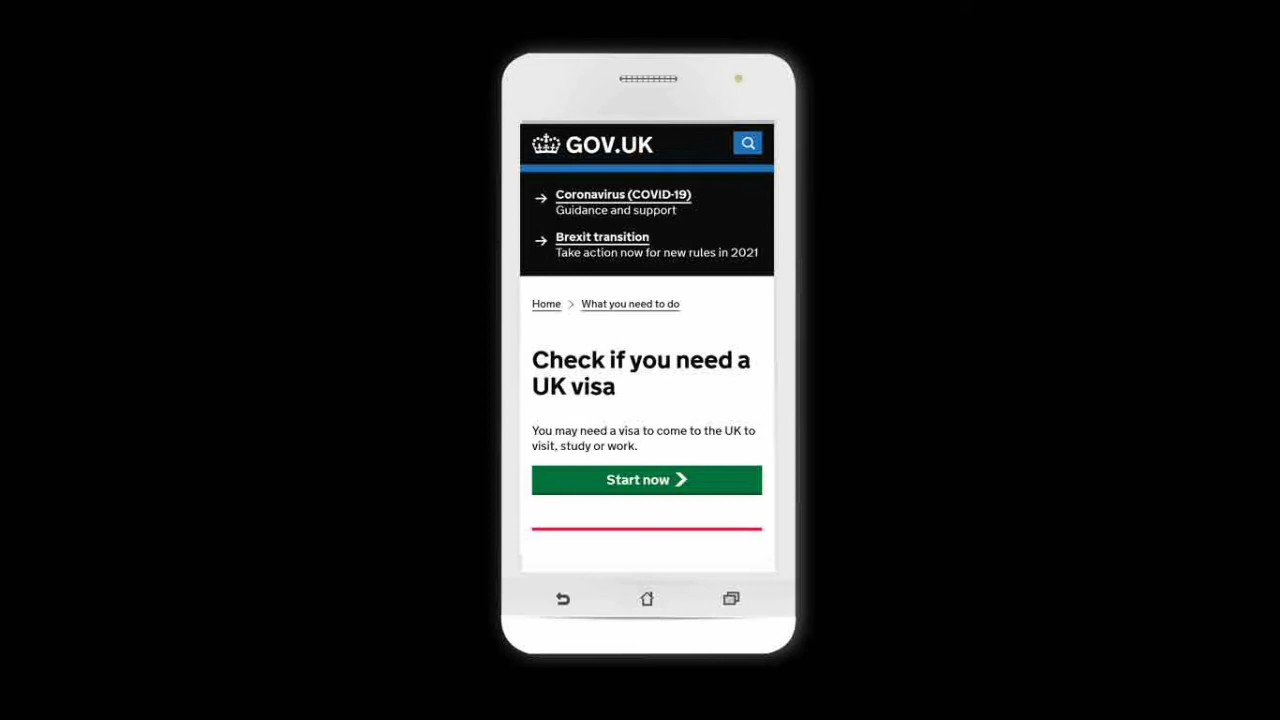 GOV.UK
Coronavirus (COVID-19)
Guidance and support
Brexit transition
Take action now for new rules in 2021
Home > What you need to do
Check if you need a
UK visa
You may need a visa to come to the UK to
visit, study or work.
Start now